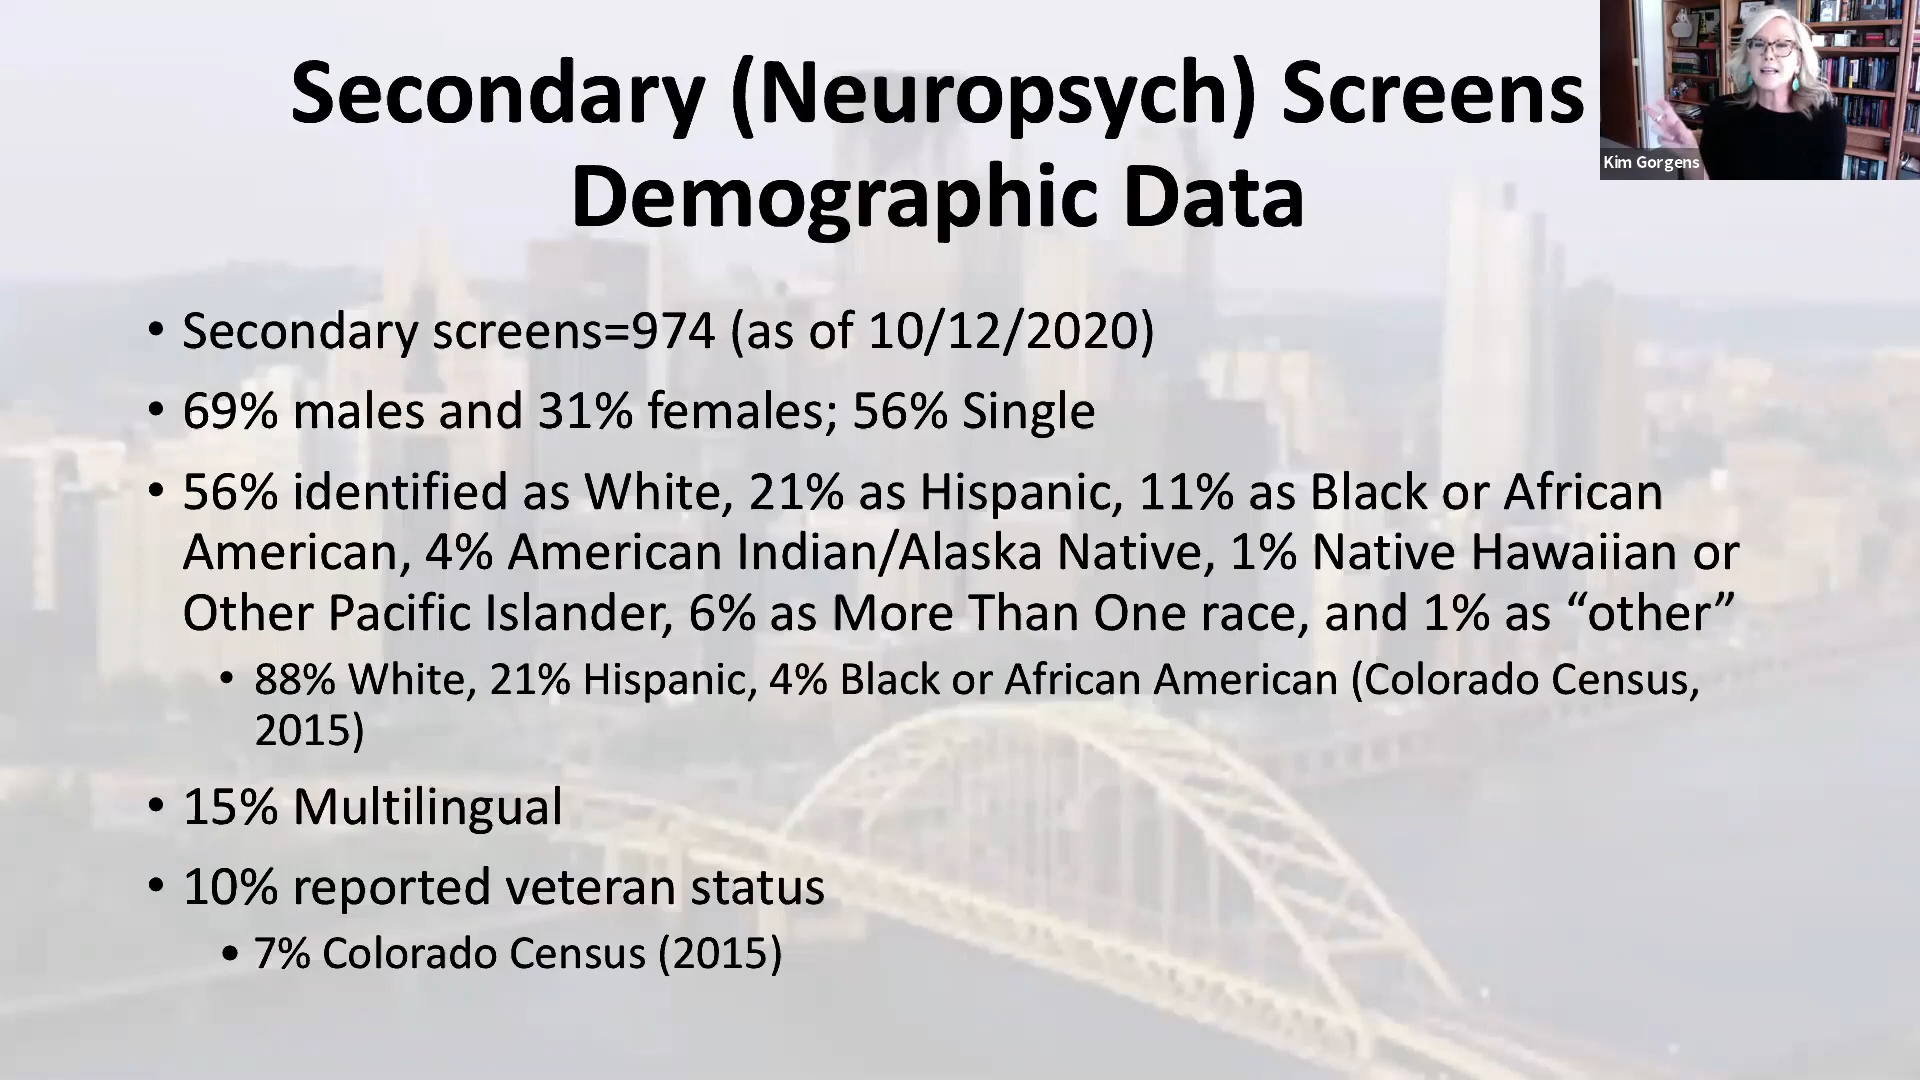 Secondary (Neuropsych) Screens
Demographic Data
Kim Gorgens
• Secondary screens=974 (as of 10/12/2020)
• 69% males and 31% females; 56% Single
• 56% identified as White, 21% as Hispanic, 11% as Black or African
American, 4% American Indian/Alaska Native, 1% Native Hawaiian or
Other Pacific Islander, 6% as More Than One race, and 1% as “other”
• 88% White, 21% Hispanic, 4% Black or African American (Colorado Census,
2015)
• 15% Multilingual
• 10% reported veteran status
• 7% Colorado Census (2015)